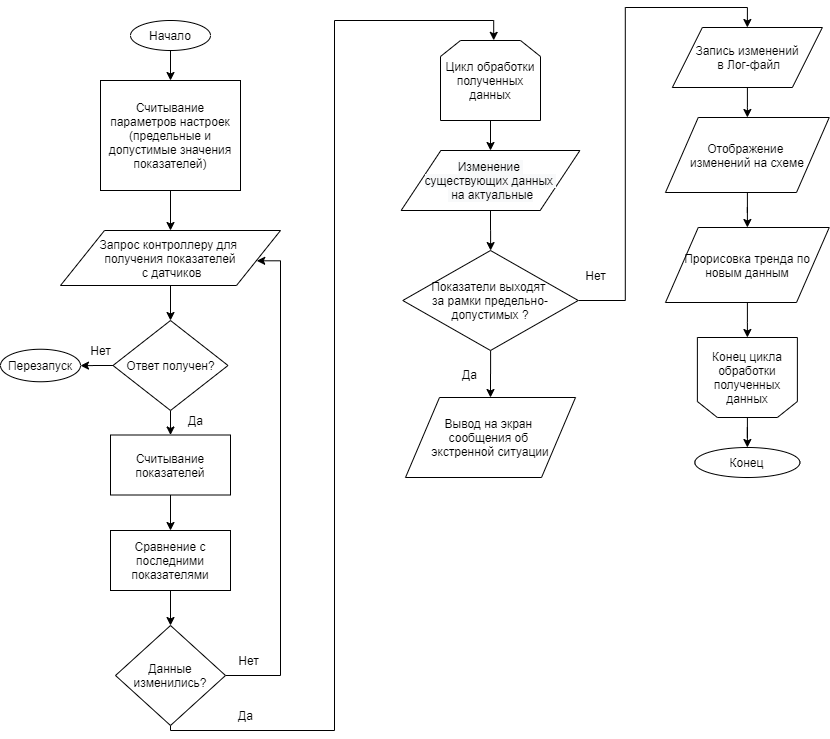 Начало
Считывание
параметров настроек
(предельные и
допустимые значения
показателей)
Запрос контроллеру для
получения показателей
с датчиков
Ответ получен?
Нет
Перезапуск
Да
Считывание
показателей
Сравнение с
последними
показателями
Данные
изменились?
Нет
Да
Цикл обработки
полученных
данных
Изменение
существующих данных
на актуальные
Показатели выходят
за рамки предельно-
допустимых ?
Нет
Да
Вывод на экран
сообщения об
экстренной ситуации
Запись изменений
в Лог-файл
Отображение
изменений на схеме
Прорисовка тренда по
новым данным
Конец цикла
обработки
полученных
данных
Конец